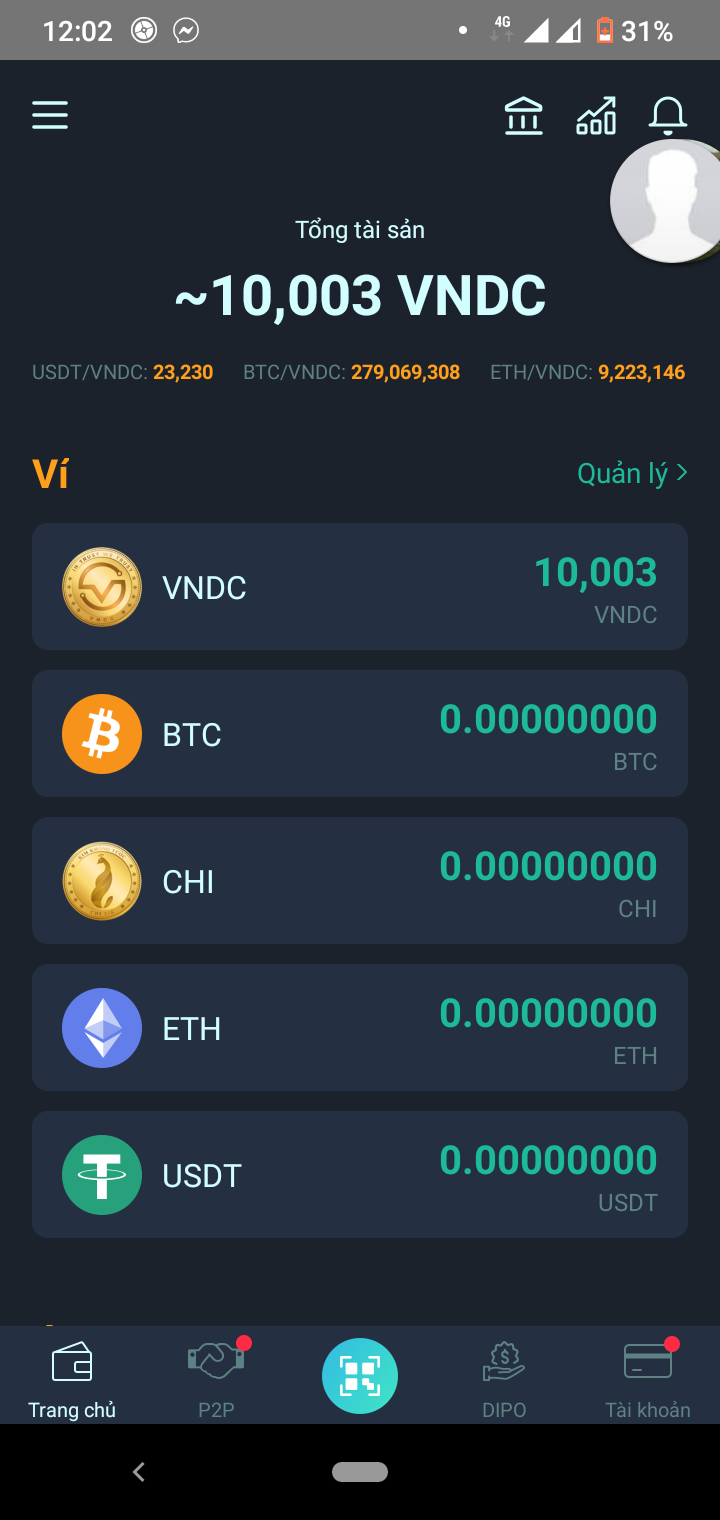 12:02 4G 31%
Tổng tài sản
~10,003 VNDC
USDT/VNDC: 23,230 BTC/VNDC: 279,069,308 ETH/VNDC: 9,223,146
Ví Quản lý >
VNDC 10,003
VNDC
BTC 0.00000000
BTC
CHI 0.00000000
CHI
ETH 0.00000000
ETH
USDT 0.00000000
USDT
Trang chủ P2P DIPO Tài khoản